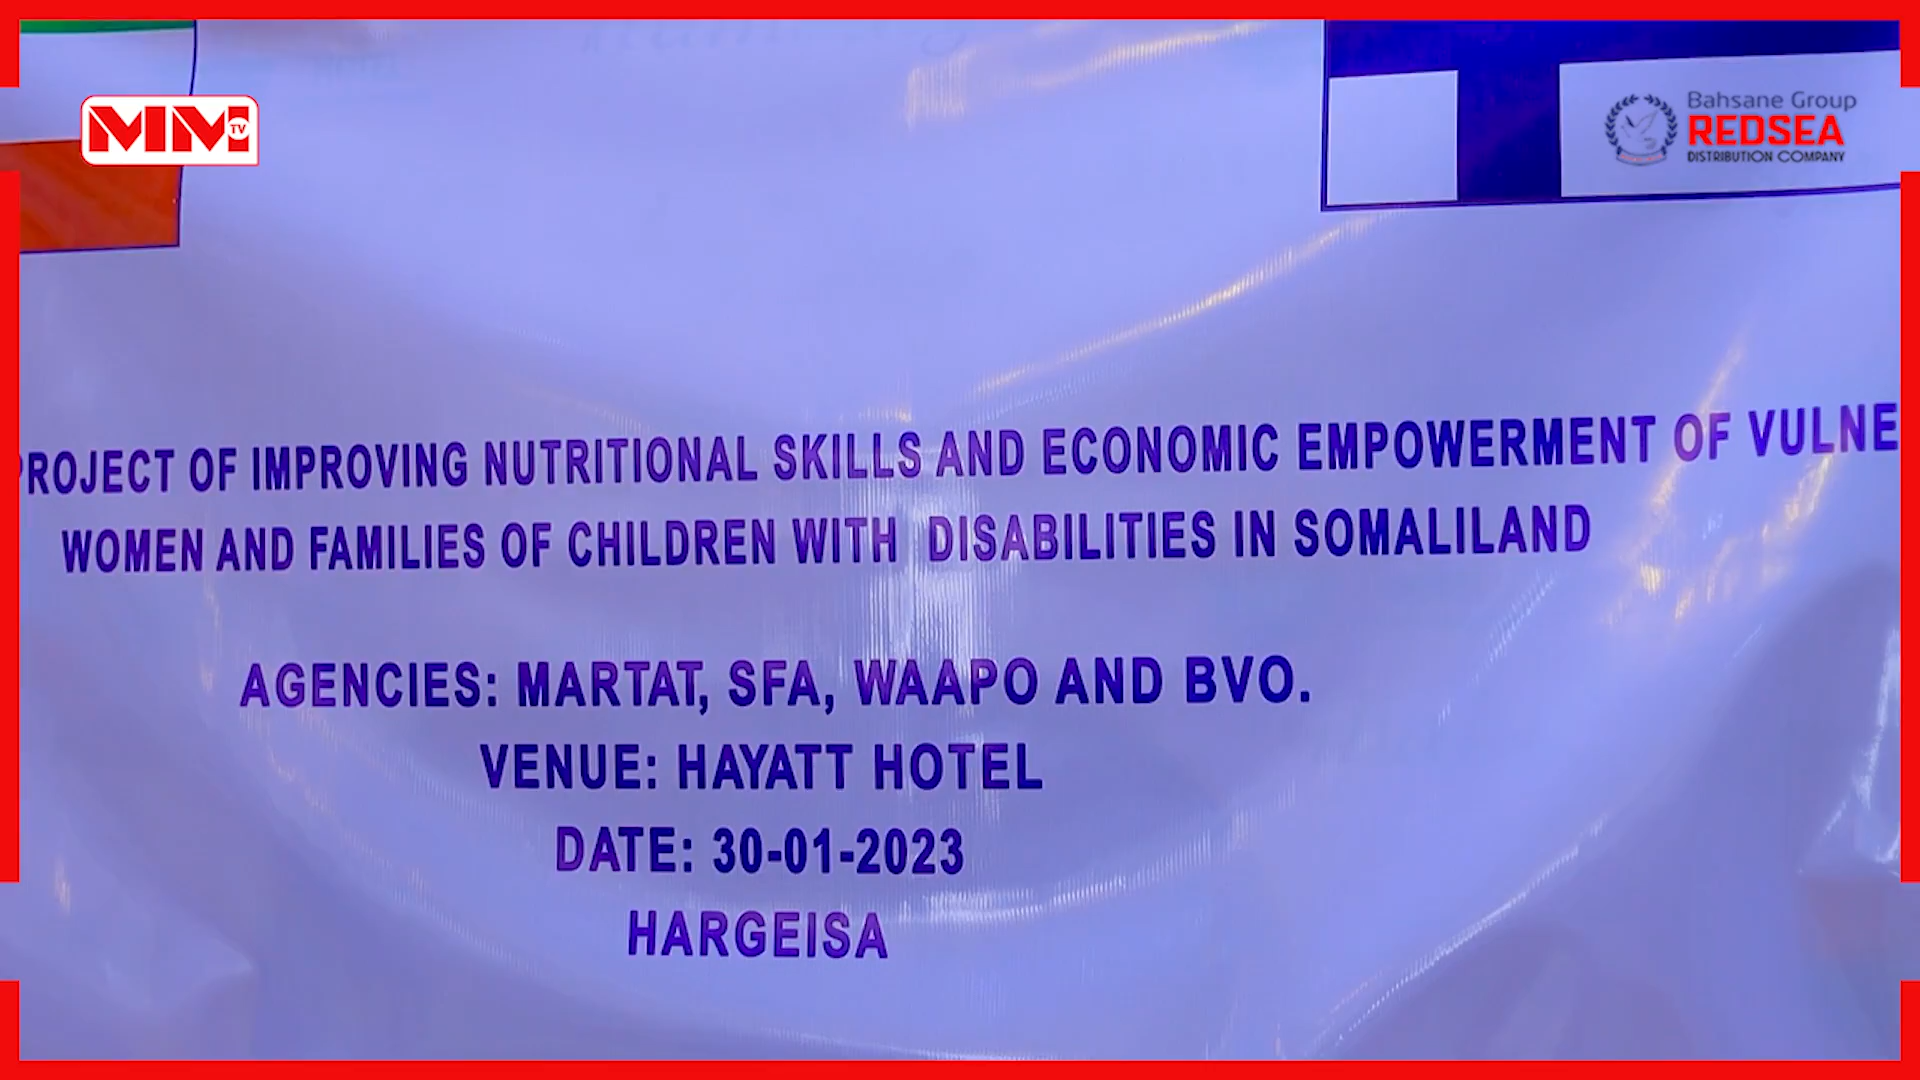 MM TV
Bahsane Group
REDSEA
DISTRIBUTION COMPANY
PROJECT OF IMPROVING NUTRITIONAL SKILLS AND ECONOMIC EMPOWERMENT OF VULNE
WOMEN AND FAMILIES OF CHILDREN WITH DISABILITIES IN SOMALILAND
AGENCIES: MARTAT, SFA, WAAPO AND BVO.
VENUE: HAYATT HOTEL
DATE: 30-01-2023
HARGEISA